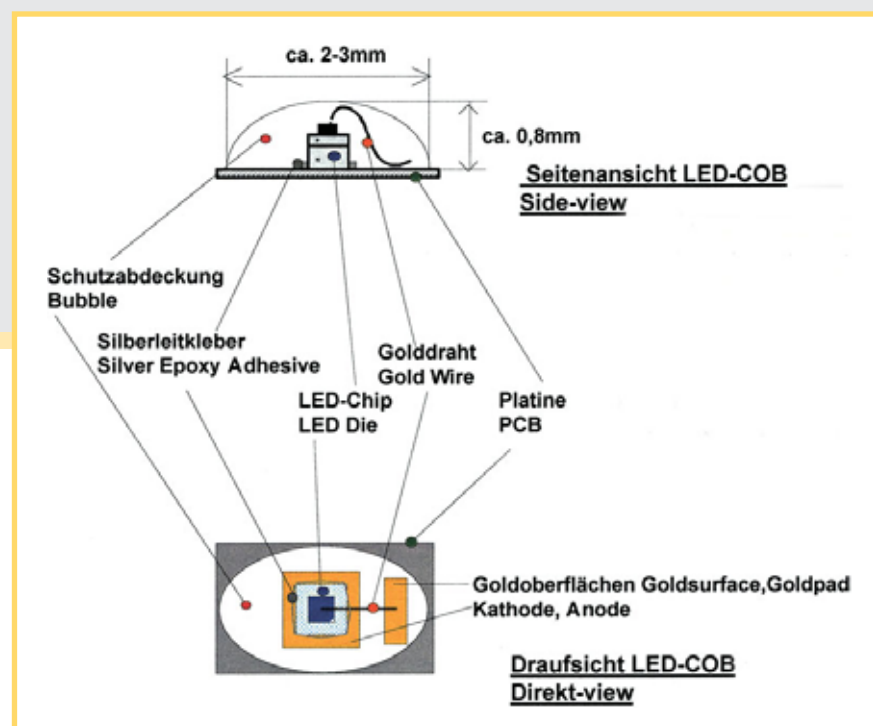 ca. 2-3mm
ca. 0,8mm
Seitenansicht LED-COB
Side-view
Schutzabdeckung
Bubble
Silberleitkleber
Silver Epoxy Adhesive
LED-Chip
LED Die
Golddraht
Gold Wire
Platine
PCB
Goldoberflächen Goldsurface,Goldpad
Kathode, Anode
Draufsicht LED-COB
Direkt-view